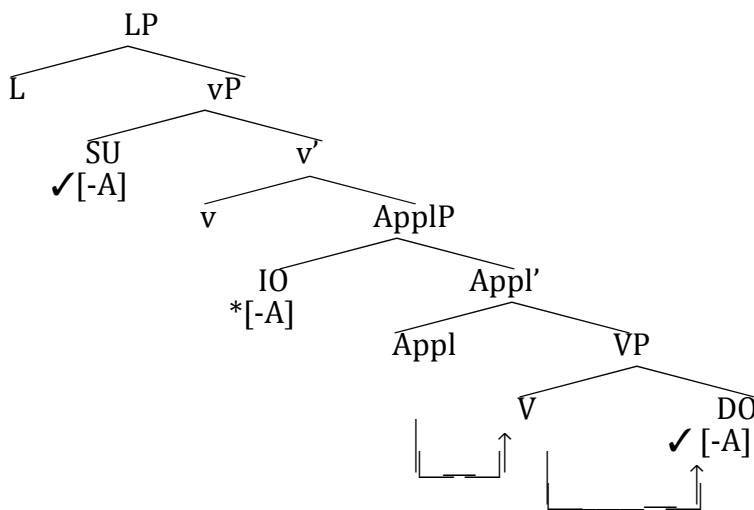 LP
L vP
SU v'
✓[-A]
v ApplP
IO Appl'
*[-A]
Appl VP
V DO
✓ [-A]